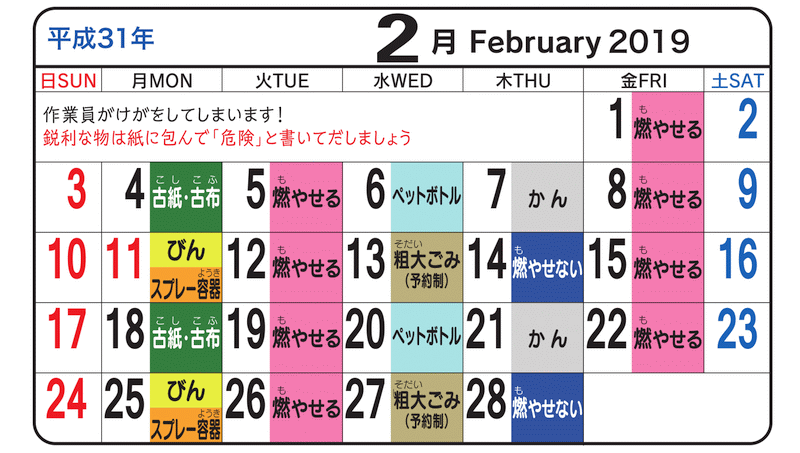 平成31年
2月 February 2019
日SUN 月MON 火TUE 水WED 木THU 金FRI 土SAT
作業員がけがをしてしまいます！
鋭利な物は紙に包んで「危険」と書いてだしましょう
1 燃やせる
も
2
3
4 古紙・古布
こし こふ
5 燃やせる
も
6 ペットボトル
7 かん
8 燃やせる
も
9
10
11 びん
スプレー容器
ようき
12 燃やせる
も
13 粗大ごみ
そだい
（予約制）
14 燃やせない
も
15 燃やせる
も
16
17
18 古紙・古布
こし こふ
19 燃やせる
も
20 ペットボトル
21 かん
22 燃やせる
も
23
24
25 びん
スプレー容器
ようき
26 燃やせる
も
27 粗大ごみ
そだい
（予約制）
28 燃やせない
も